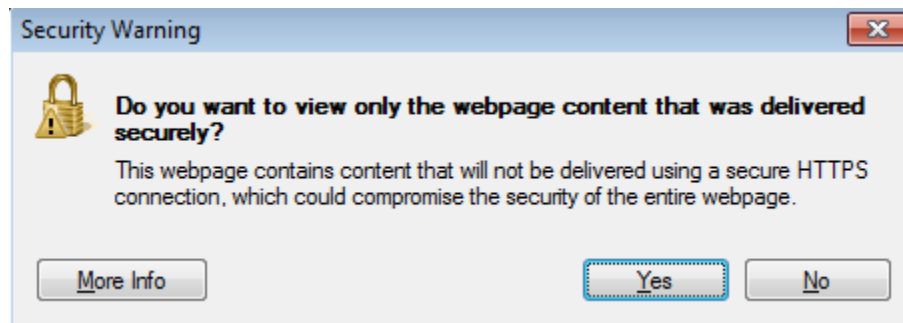 Security Warning
Do you want to view only the webpage content that was delivered
securely?
This webpage contains content that will not be delivered using a secure HTTPS
connection, which could compromise the security of the entire webpage.
More Info
Yes
No